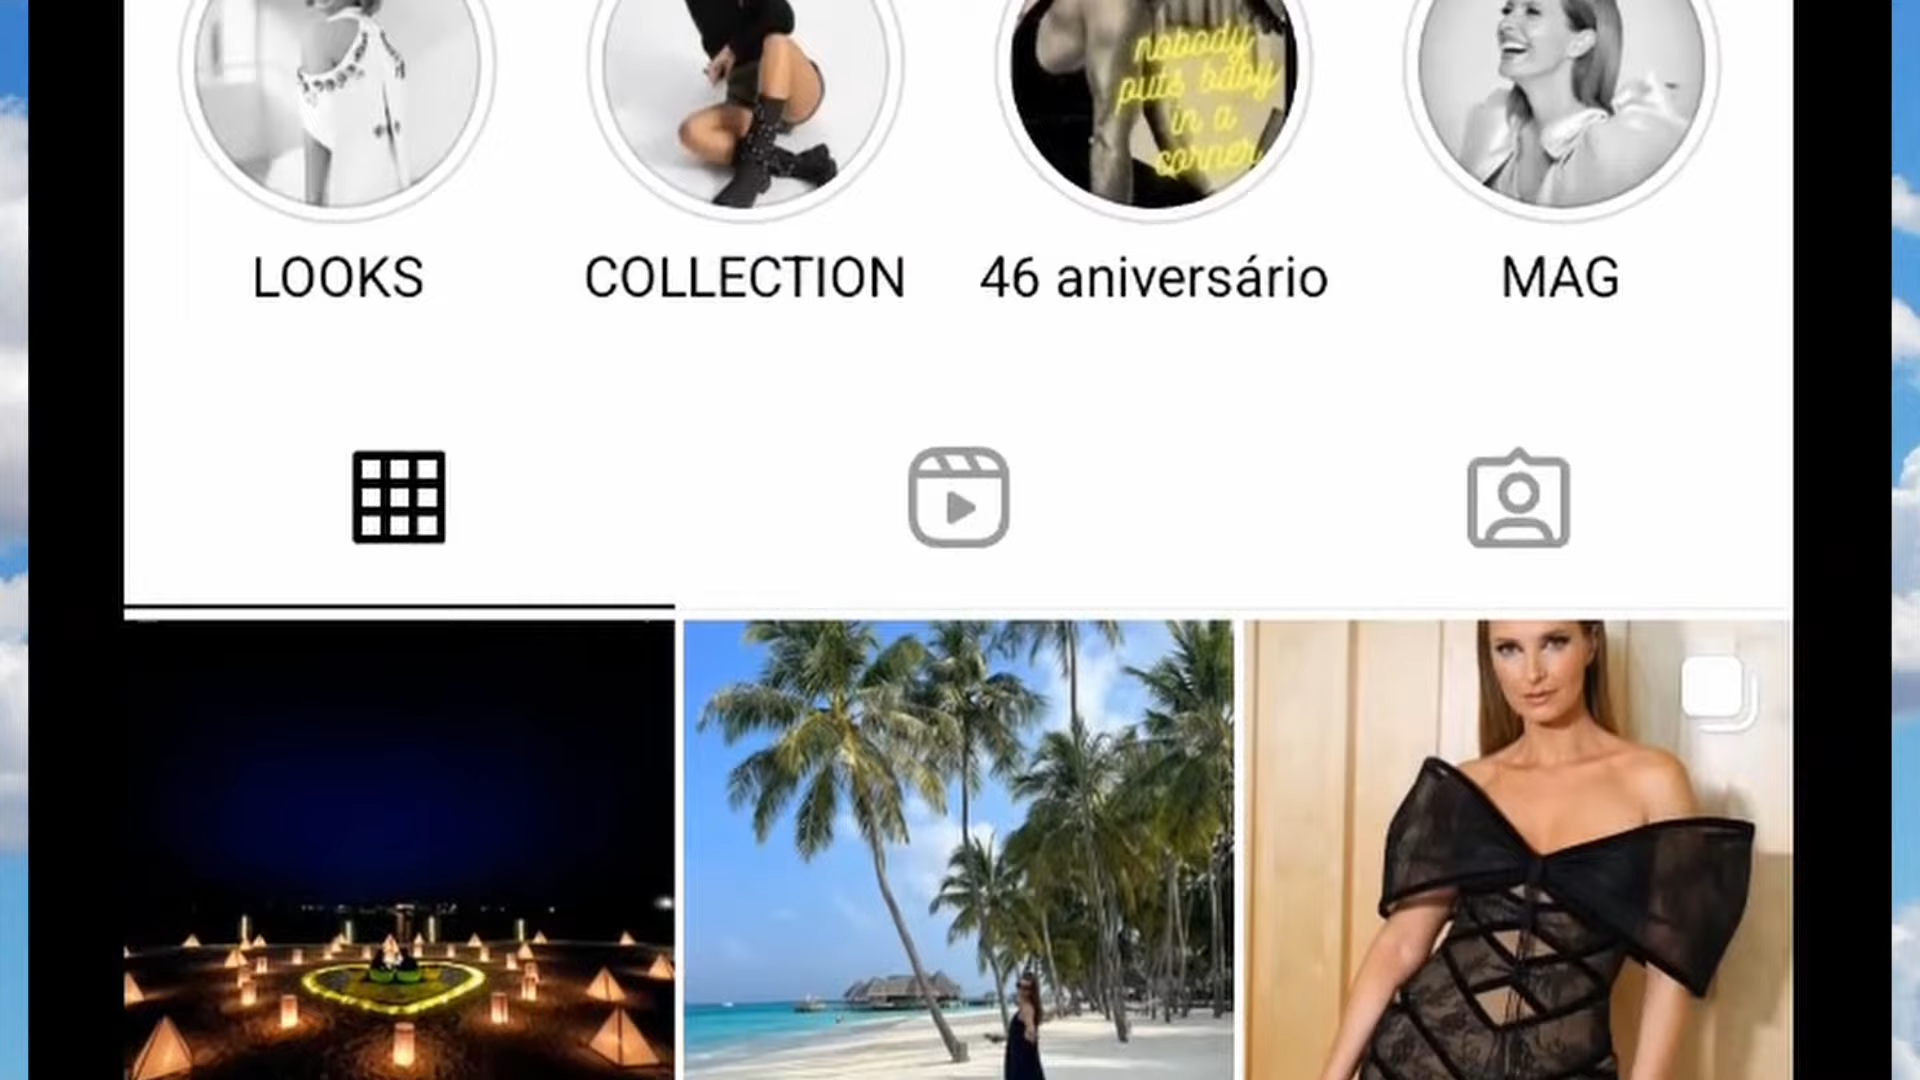 nobody
puts baby
in a
corner
LOOKS
COLLECTION
46 aniversário
MAG